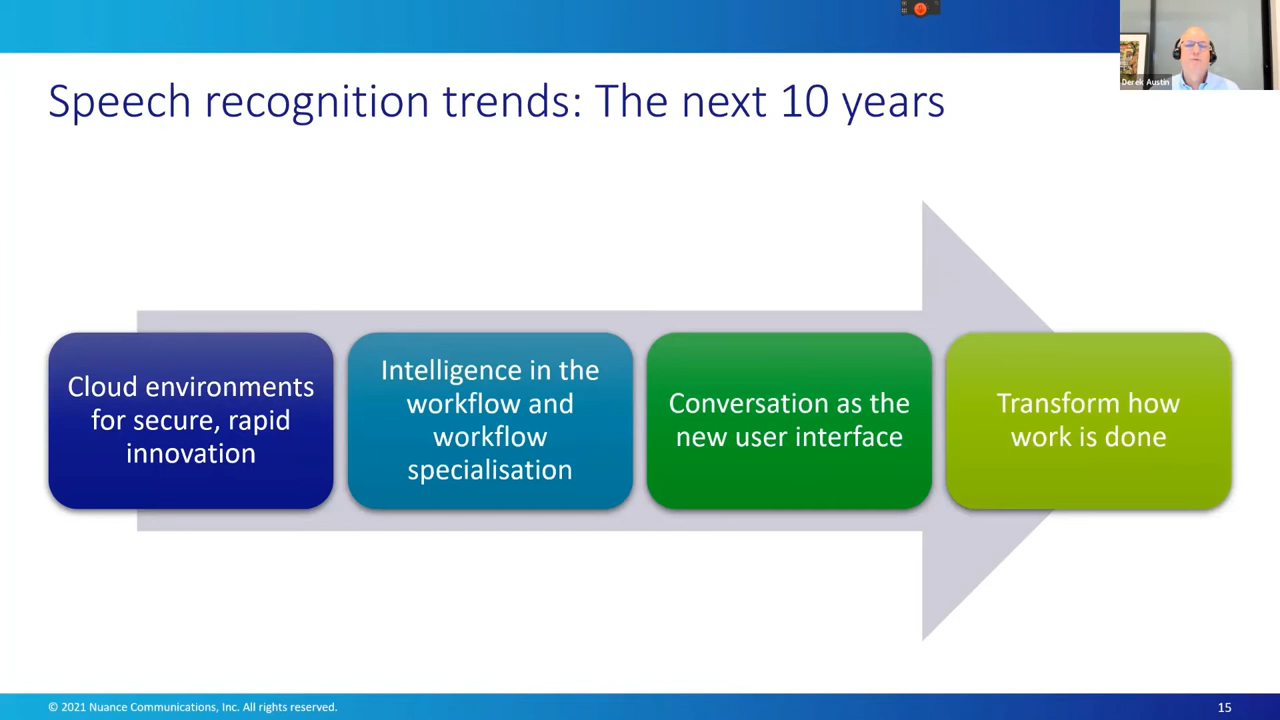 Derek Austin
Speech recognition trends: The next 10 years
Cloud environments
for secure, rapid
innovation
Intelligence in the
workflow and
workflow
specialisation
Conversation as the
new user interface
Transform how
work is done
© 2021 Nuance Communications, Inc. All rights reserved.
15